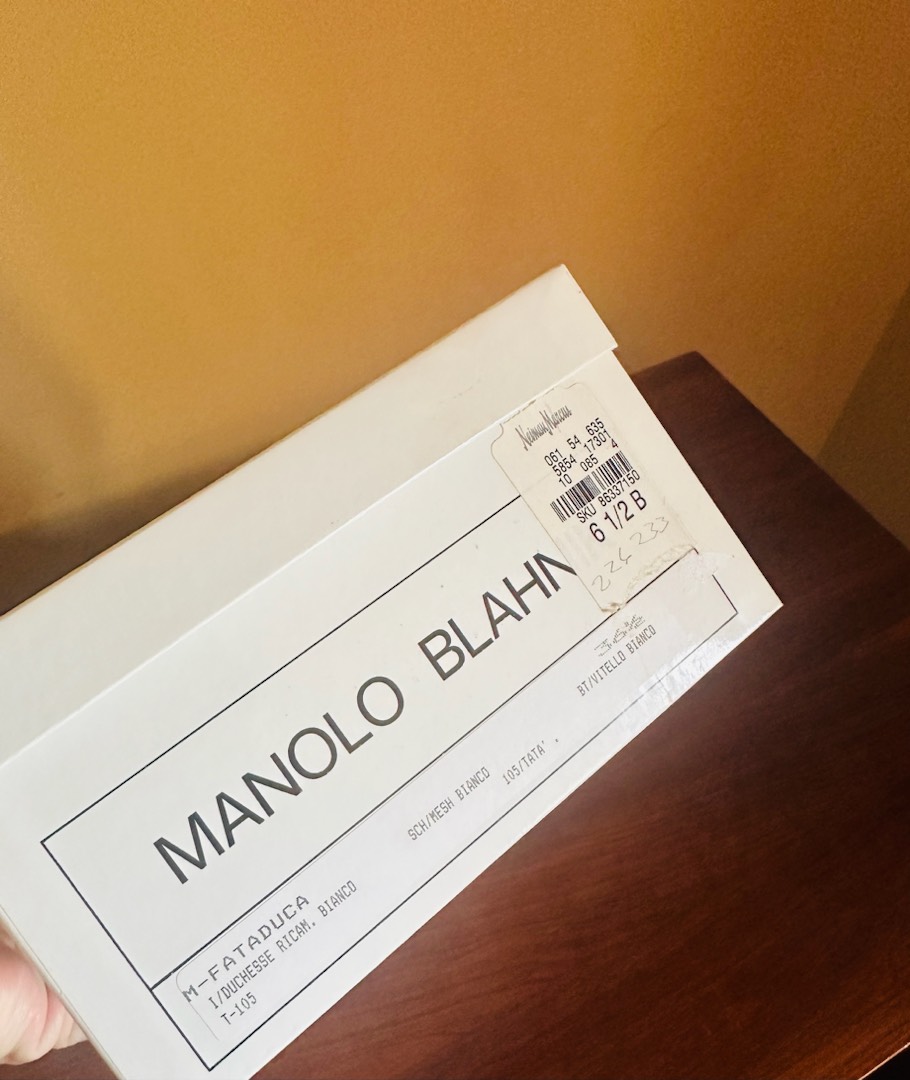 Neiman Marcus
061 54 635
5854 17301
10 085 4
SKU 86337150
6 1/2 B
224 233
MANOLO BLAHN
BT/VITELLO BIANCO
SCH/MESH BIANCO 105/TATA' .
M-FATADUCA
I/DUCHESSE RICAM. BIANCO
T-105